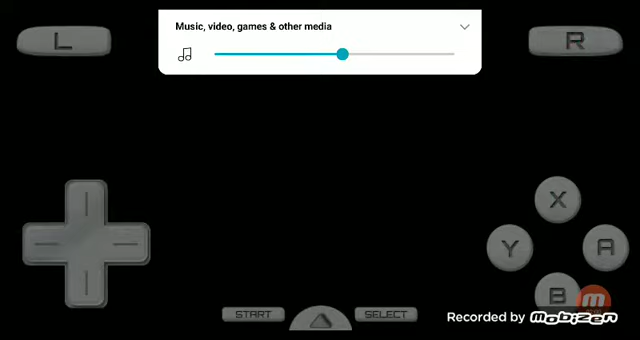 L
Music, video, games & other media
R
X
Y
A
B
START
SELECT
Recorded by
Mobizen